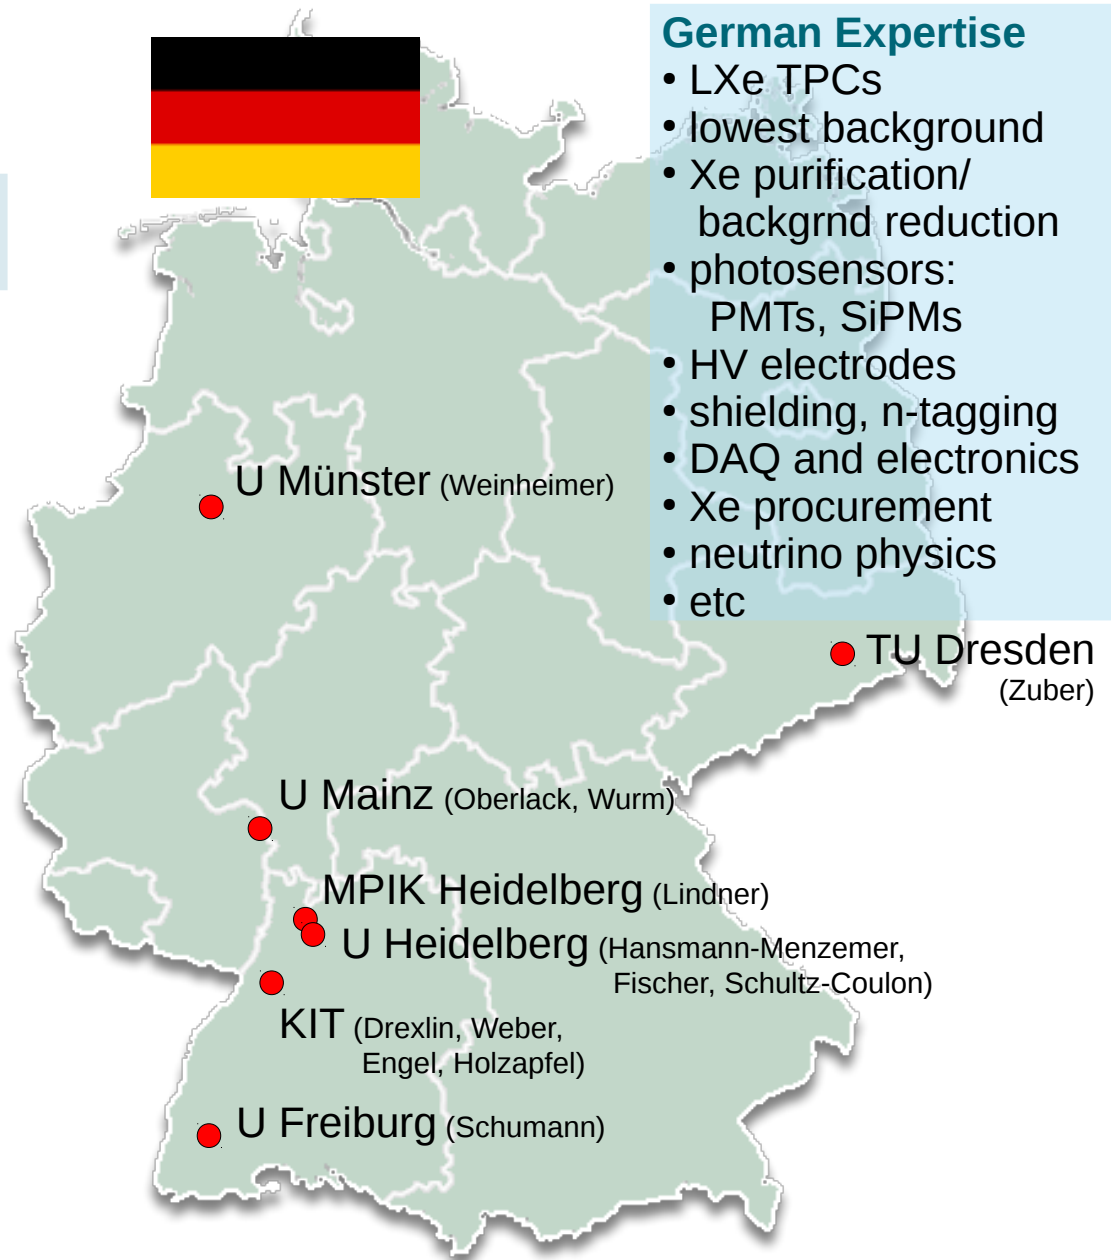 German Expertise
• LXe TPCs
• lowest background
• Xe purification/
backgrnd reduction
• photosensors:
PMTs, SiPMs
• HV electrodes
• shielding, n-tagging
• DAQ and electronics
• Xe procurement
• neutrino physics
• etc
U Münster (Weinheimer)
TU Dresden
(Zuber)
U Mainz (Oberlack, Wurm)
MPIK Heidelberg (Lindner)
U Heidelberg (Hansmann-Menzemer,
Fischer, Schultz-Coulon)
KIT (Drexlin, Weber,
Engel, Holzapfel)
U Freiburg (Schumann)